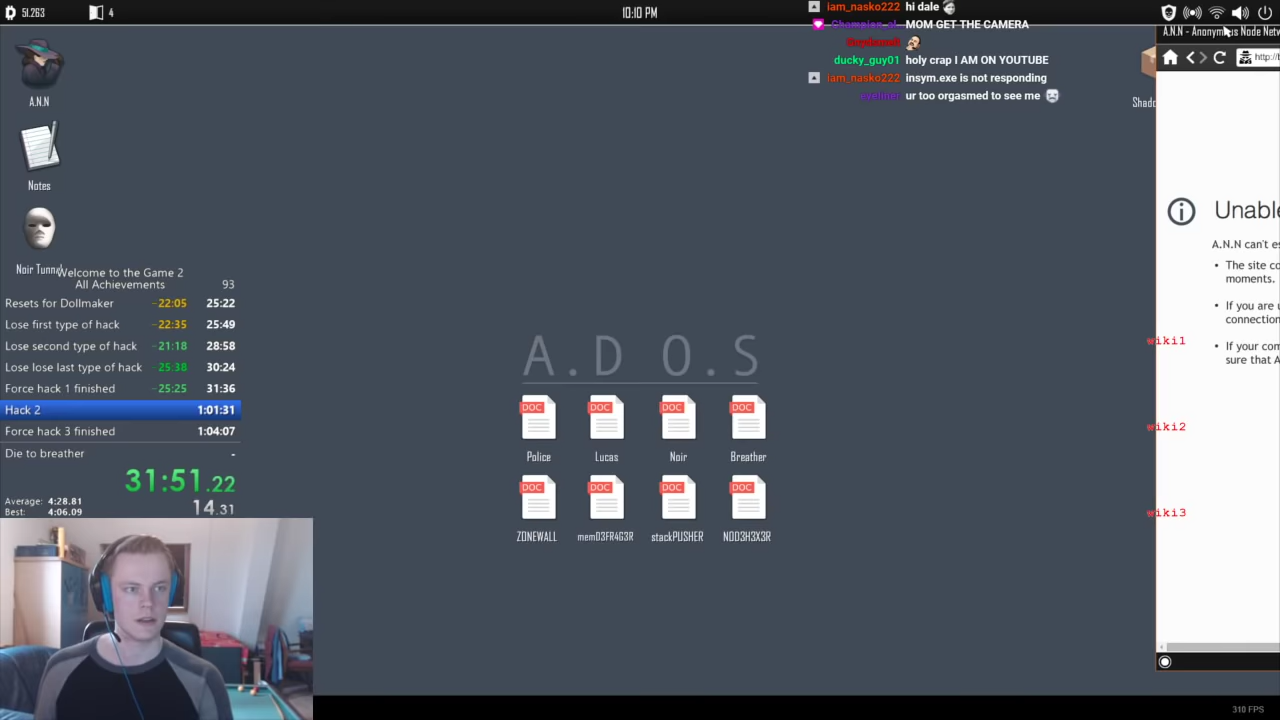 51.263
4
10:10 PM
iam_nasko222 hi dale
Champion_aL MOM GET THE CAMERA
ducky_guy01 holy crap I AM ON YOUTUBE
iam_nasko222 insym.exe is not responding
ur too orgasmed to see me
A.N.N - Anonymous Node Netw
http://b
A.N.N
Notes
Noir Tunnel
Shado
Welcome to the Game 2
All Achievements 93
Resets for Dollmaker -22:05 25:22
Lose first type of hack -22:35 25:49
Lose second type of hack -21:18 28:58
Lose lose last type of hack -25:38 30:24
Force hack 1 finished -25:25 31:36
Hack 2 1:01:31
Force hack 3 finished 1:04:07
Die to breather -
31:51.22
Average: 4:28.81
Best: 4:06.09
14.31
A.D O.S
DOC DOC DOC DOC
Police Lucas Noir Breather
DOC DOC DOC DOC
ZONEWALL memD3FR4G3R stackPUSHER N0D3H3X3R
Unable
A.N.N can't es
• The site co
moments.
• If you are u
connection
• If your com
sure that A
wiki1
wiki2
wiki3
310 FPS